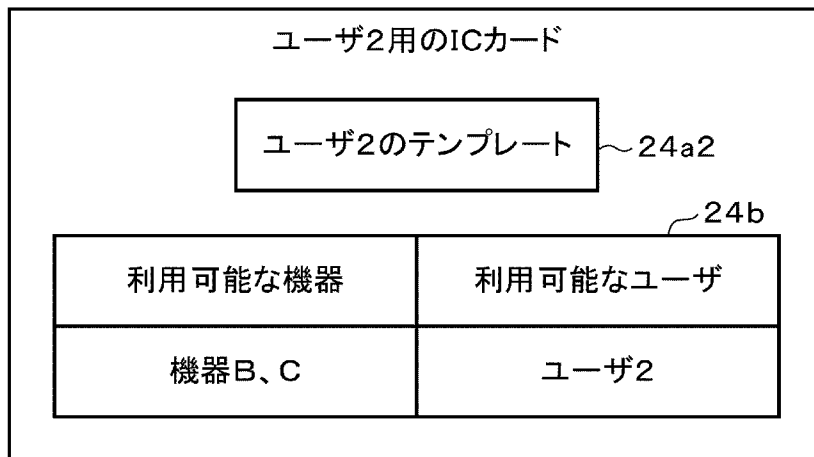 ユーザ2用のICカード
ユーザ2のテンプレート 24a2
24b
利用可能な機器 利用可能なユーザ
機器B、C ユーザ2